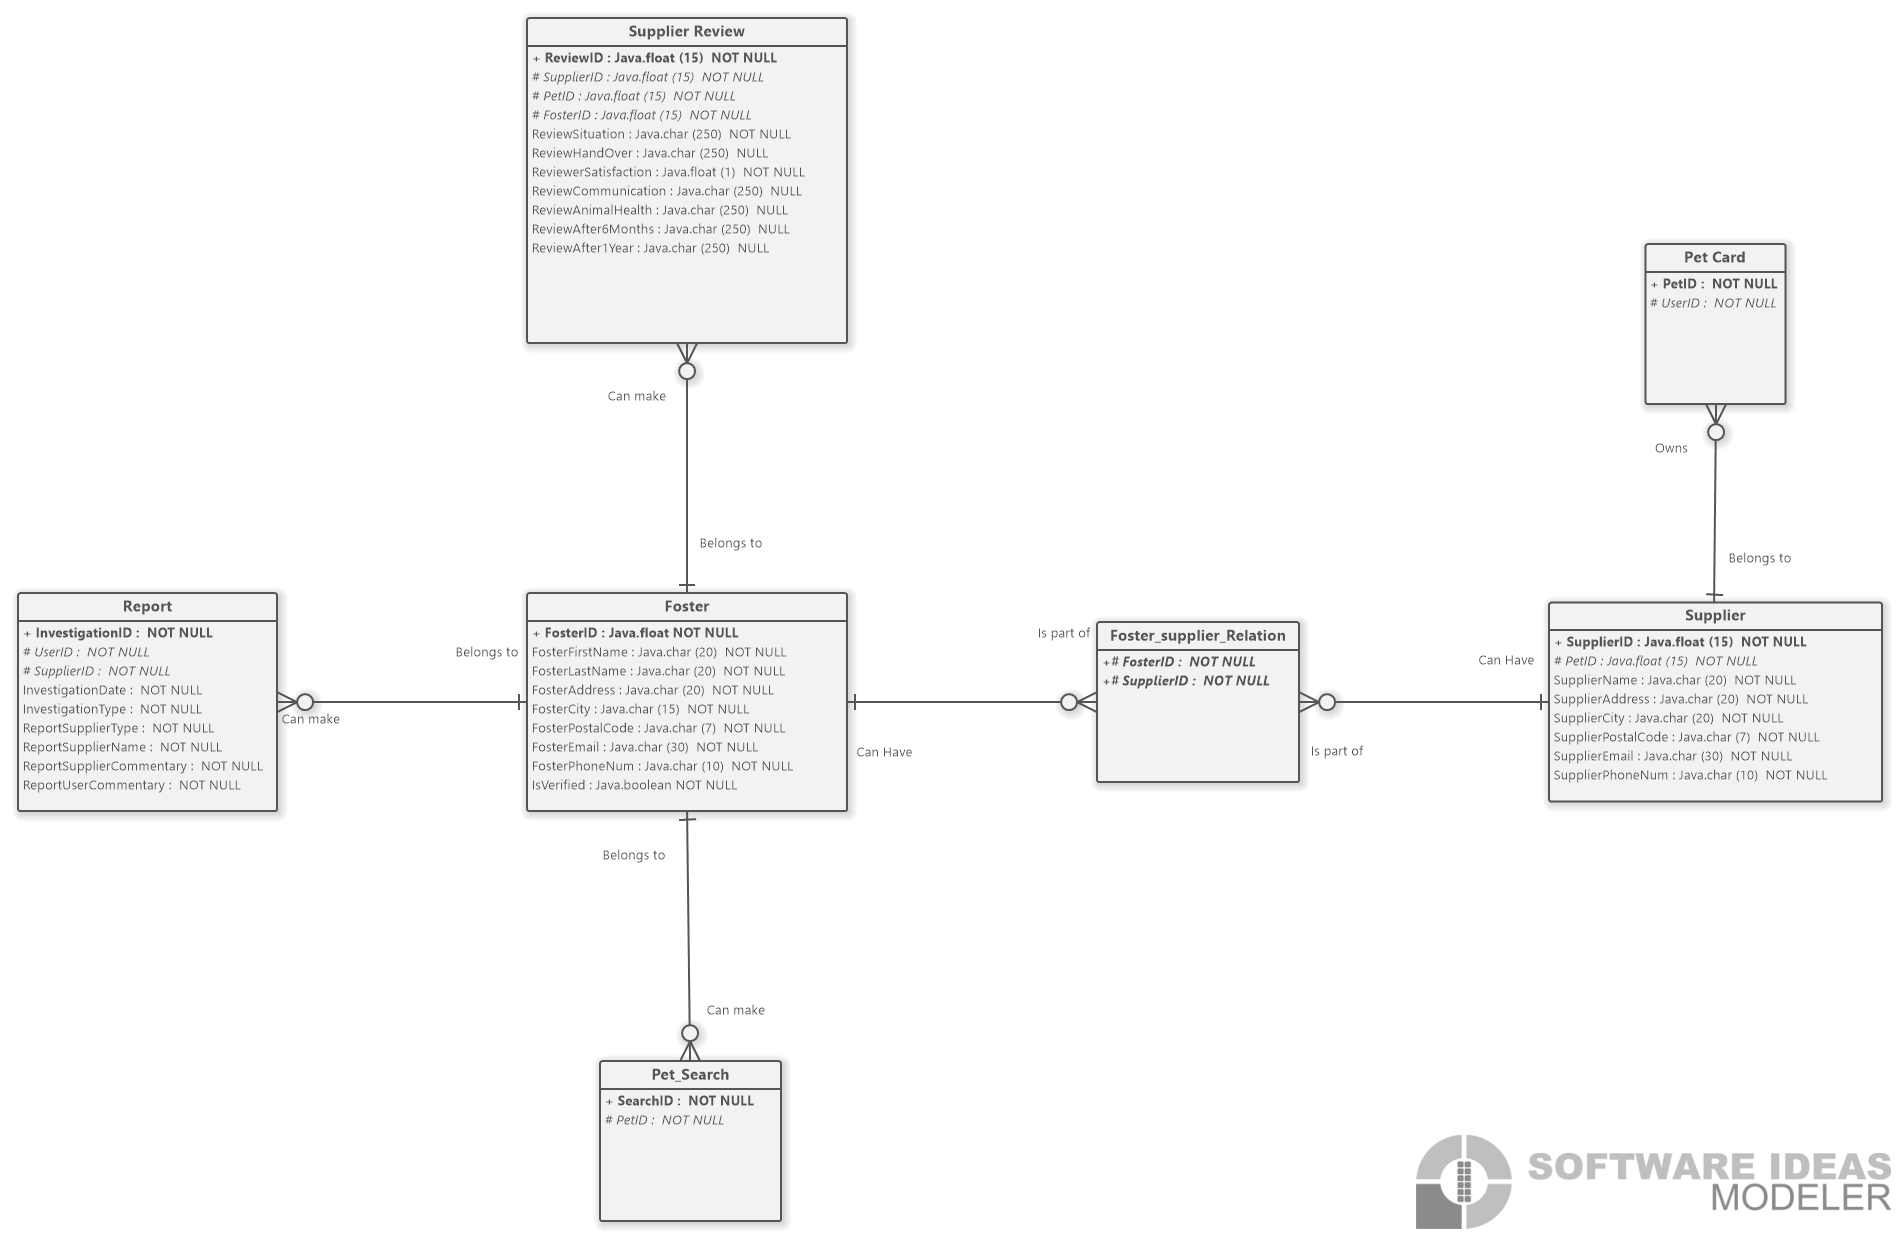 Supplier Review
+ ReviewID : Java.float (15)  NOT NULL
# SupplierID : Java.float (15)  NOT NULL
# PetID : Java.float (15)  NOT NULL
# FosterID : Java.float (15)  NOT NULL
ReviewSituation : Java.char (250)  NOT NULL
ReviewHandOver : Java.char (250)  NULL
ReviewerSatisfaction : Java.float (1)  NOT NULL
ReviewCommunication : Java.char (250)  NULL
ReviewAnimalHealth : Java.char (250)  NULL
ReviewAfter6Months : Java.char (250)  NULL
ReviewAfter1Year : Java.char (250)  NULL
Can make
Belongs to
Pet Card
+ PetID :  NOT NULL
# UserID :  NOT NULL
Owns
Belongs to
Report
+ InvestigationID :  NOT NULL
# UserID :  NOT NULL
# SupplierID :  NOT NULL
InvestigationDate :  NOT NULL
InvestigationType :  NOT NULL
ReportSupplierType :  NOT NULL
ReportSupplierName :  NOT NULL
ReportSupplierCommentary :  NOT NULL
ReportUserCommentary :  NOT NULL
Belongs to
Can make
Foster
+ FosterID : Java.float NOT NULL
FosterFirstName : Java.char (20)  NOT NULL
FosterLastName : Java.char (20)  NOT NULL
FosterAddress : Java.char (20)  NOT NULL
FosterCity : Java.char (15)  NOT NULL
FosterPostalCode : Java.char (7)  NOT NULL
FosterEmail : Java.char (30)  NOT NULL
FosterPhoneNum : Java.char (10)  NOT NULL
IsVerified : Java.boolean NOT NULL
Can Have
Is part of
Foster_supplier_Relation
+# FosterID :  NOT NULL
+# SupplierID :  NOT NULL
Is part of
Can Have
Supplier
+ SupplierID : Java.float (15)  NOT NULL
# PetID : Java.float (15)  NOT NULL
SupplierName : Java.char (20)  NOT NULL
SupplierAddress : Java.char (20)  NOT NULL
SupplierCity : Java.char (20)  NOT NULL
SupplierPostalCode : Java.char (7)  NOT NULL
SupplierEmail : Java.char (30)  NOT NULL
SupplierPhoneNum : Java.char (10)  NOT NULL
Belongs to
Can make
Pet_Search
+ SearchID :  NOT NULL
# PetID :  NOT NULL
SOFTWARE IDEAS
MODELER